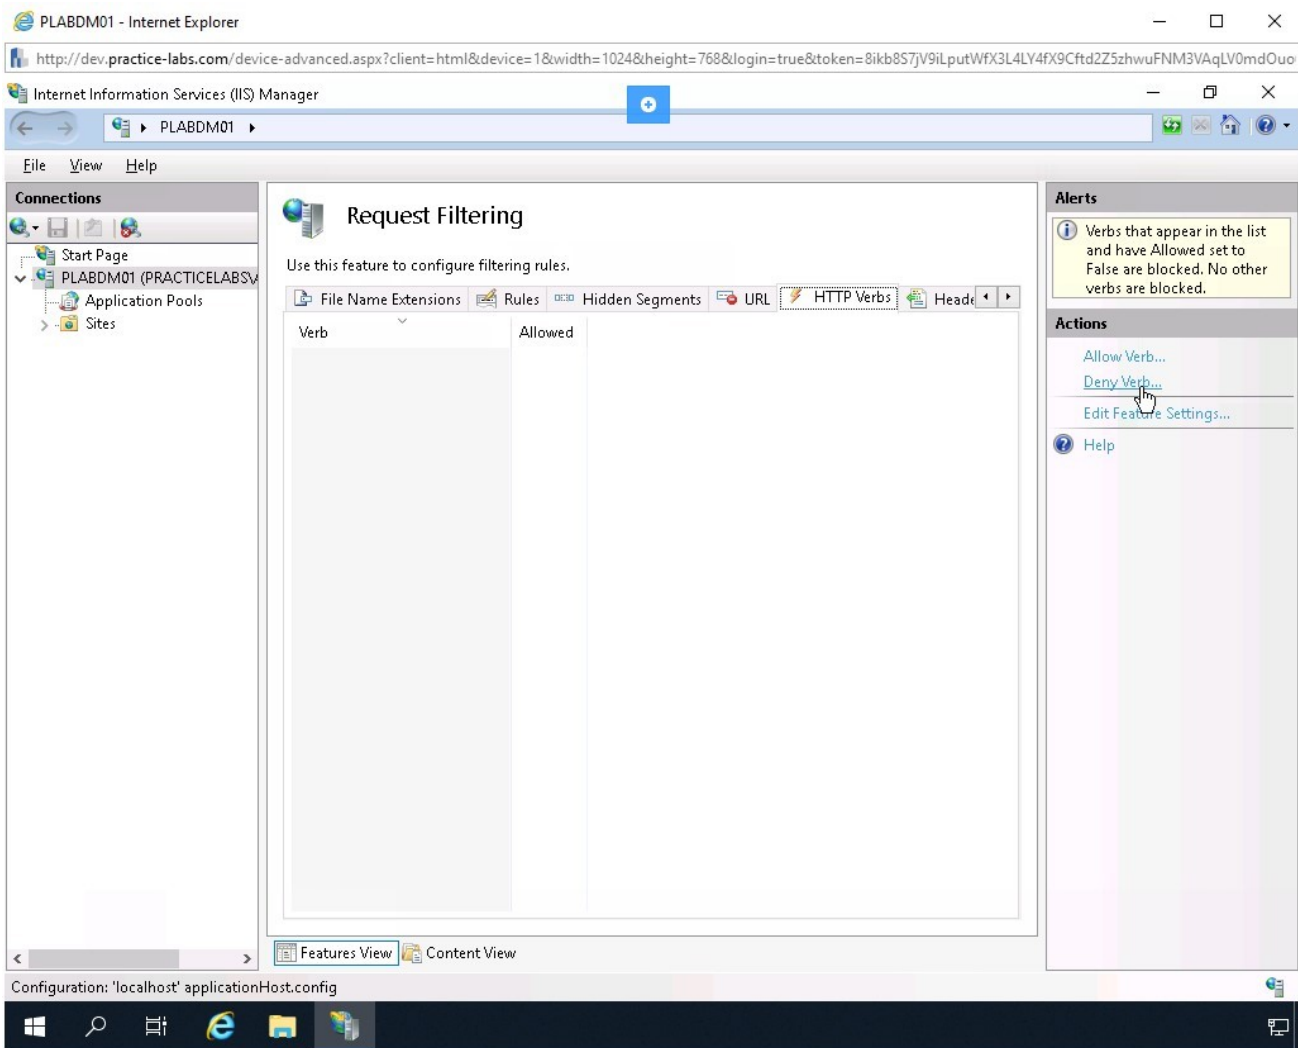 PLABDM01 - Internet Explorer
http://dev.practice-labs.com/device-advanced.aspx?client=html&device=1&width=1024&height=768&login=true&token=8ikb8S7jV9iLputWfX3L4LY4fX9Cftd2Z5zhwuFNM3VAqLV0mdOuo
Internet Information Services (IIS) Manager
PLABDM01
File View Help
Connections
Start Page
PLABDM01 (PRACTICELABS\
Application Pools
Sites
Request Filtering
Use this feature to configure filtering rules.
File Name Extensions Rules Hidden Segments URL HTTP Verbs Heade
Verb Allowed
Features View Content View
Alerts
Verbs that appear in the list
and have Allowed set to
False are blocked. No other
verbs are blocked.
Actions
Allow Verb...
Deny Verb...
Edit Feature Settings...
Help
Configuration: 'localhost' applicationHost.config